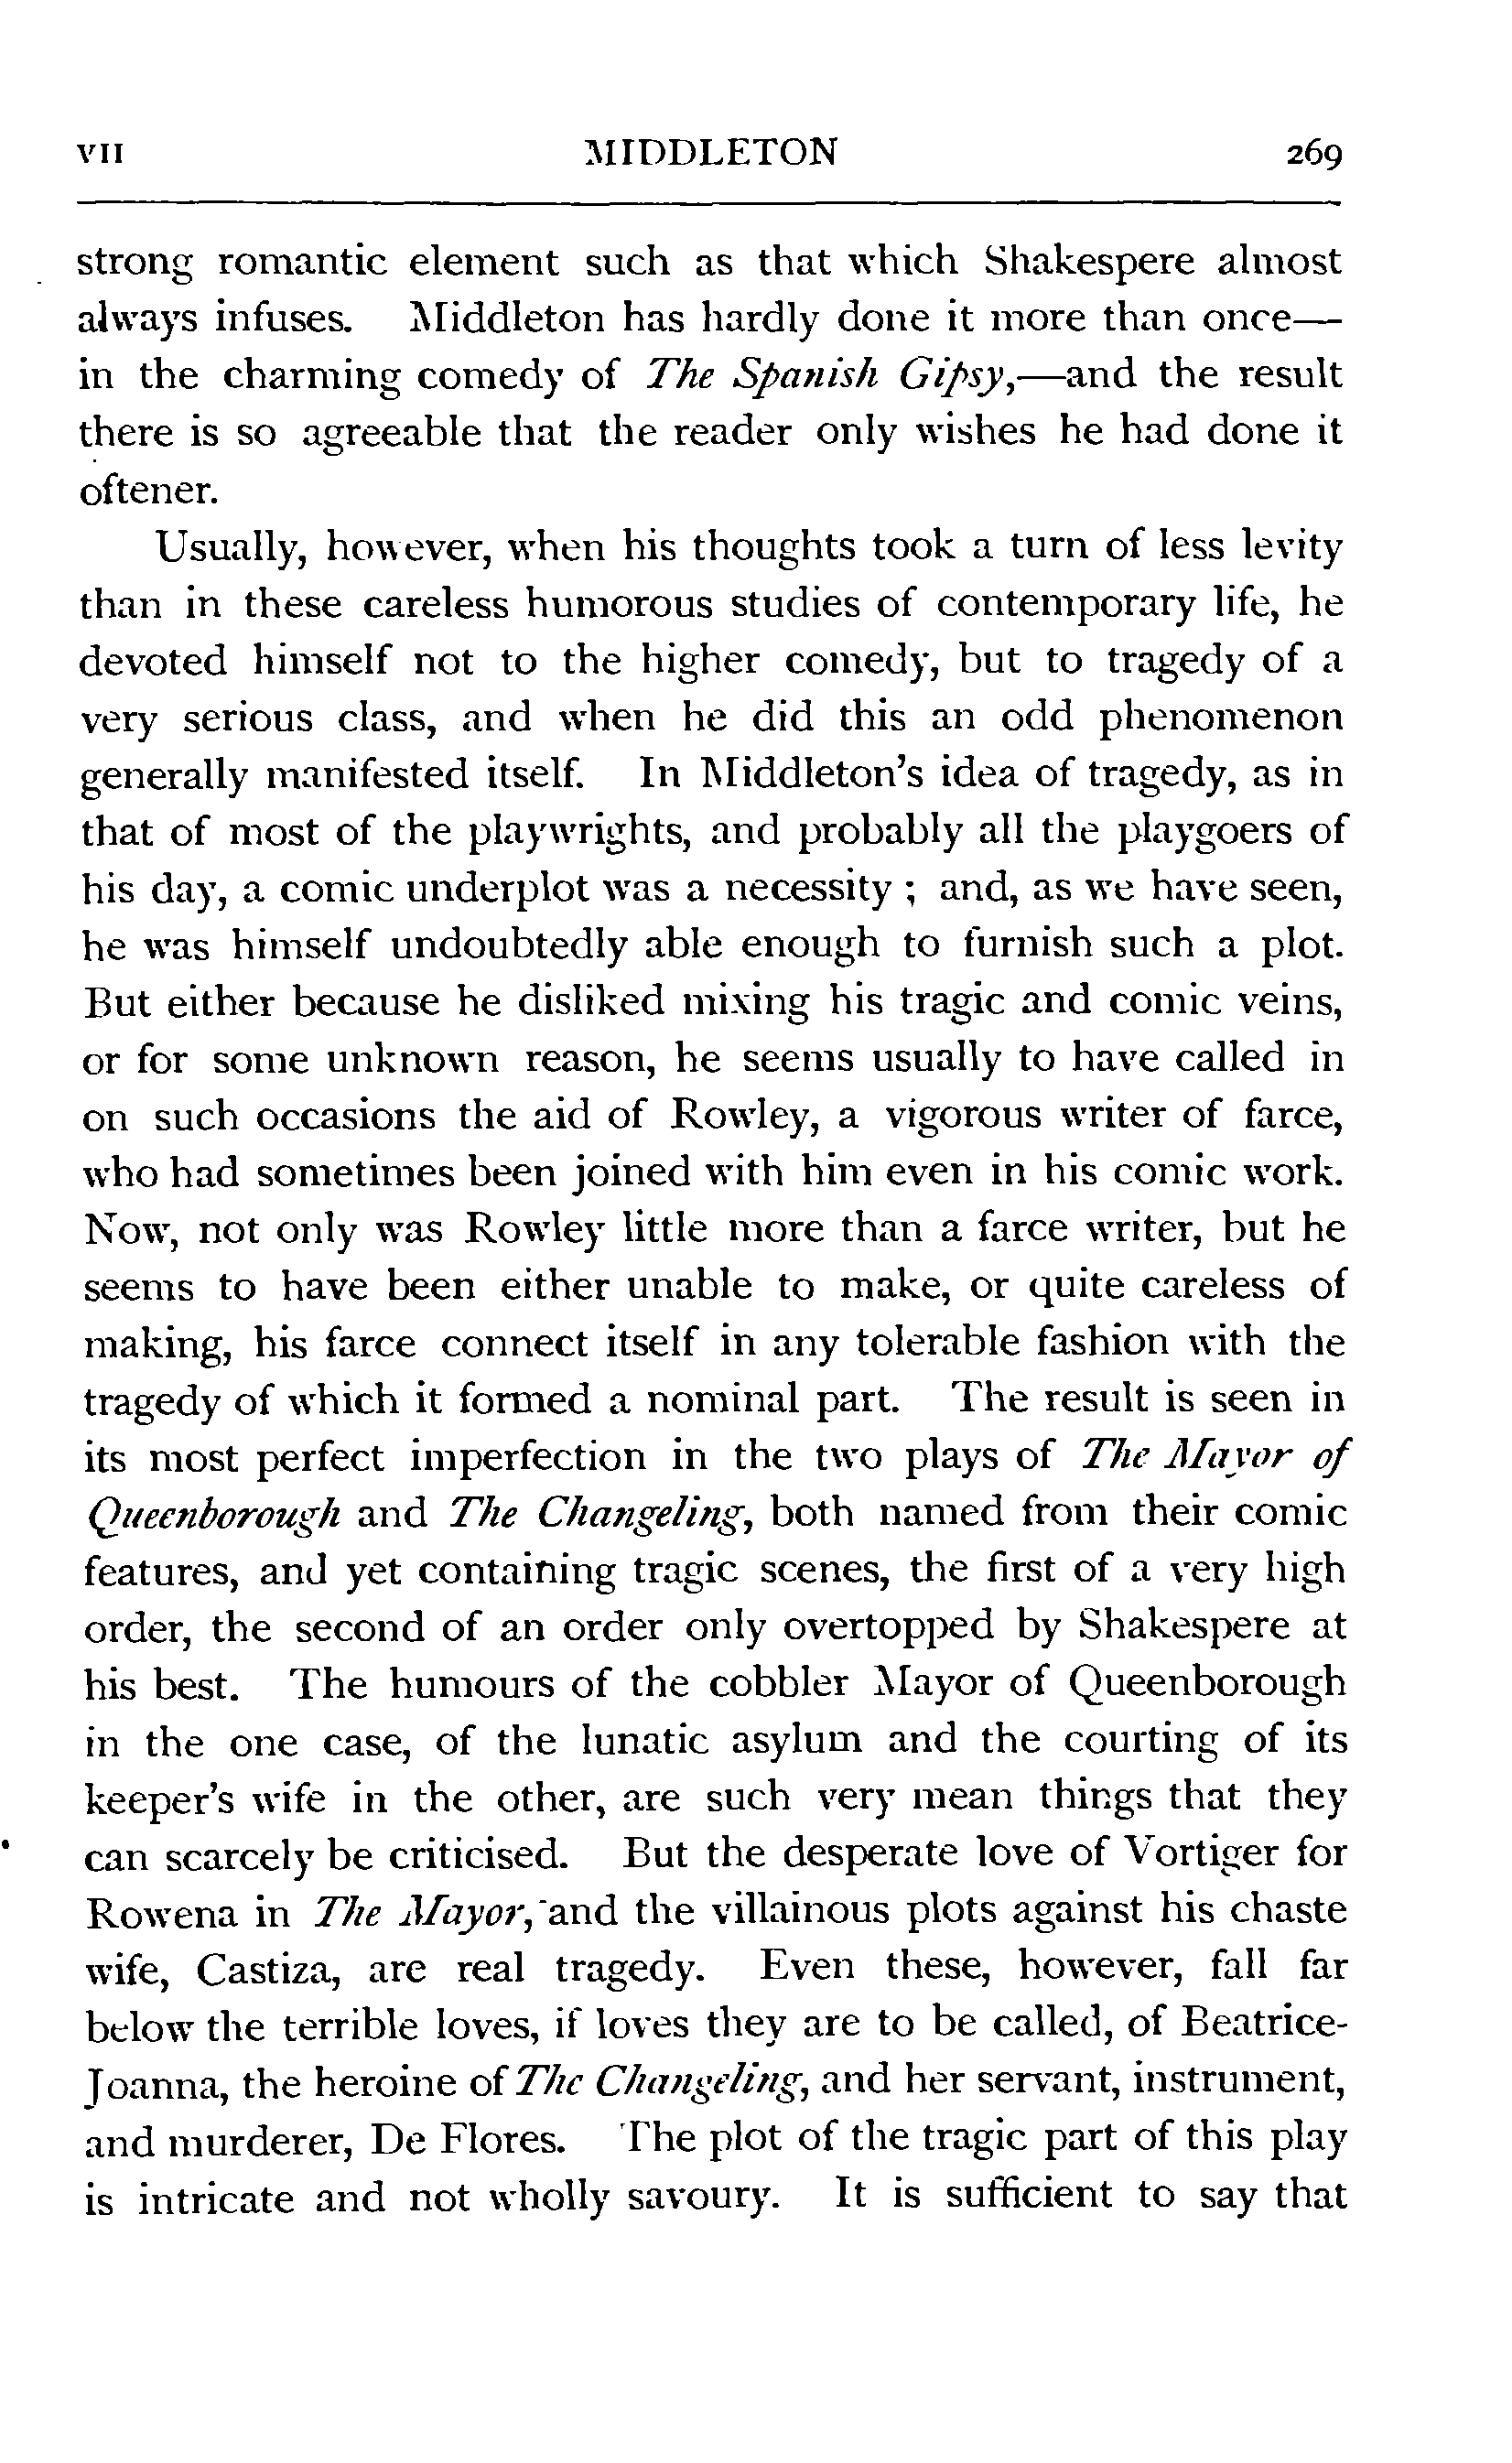 VII MIDDLETON 269
strong romantic element such as that which Shakespere almost
always infuses. Middleton has hardly done it more than once—
in the charming comedy of The Spanish Gipsy,—and the result
there is so agreeable that the reader only wishes he had done it
oftener.
Usually, however, when his thoughts took a turn of less levity
than in these careless humorous studies of contemporary life, he
devoted himself not to the higher comedy, but to tragedy of a
very serious class, and when he did this an odd phenomenon
generally manifested itself. In Middleton's idea of tragedy, as in
that of most of the playwrights, and probably all the playgoers of
his day, a comic underplot was a necessity ; and, as we have seen,
he was himself undoubtedly able enough to furnish such a plot.
But either because he disliked mixing his tragic and comic veins,
or for some unknown reason, he seems usually to have called in
on such occasions the aid of Rowley, a vigorous writer of farce,
who had sometimes been joined with him even in his comic work.
Now, not only was Rowley little more than a farce writer, but he
seems to have been either unable to make, or quite careless of
making, his farce connect itself in any tolerable fashion with the
tragedy of which it formed a nominal part. The result is seen in
its most perfect imperfection in the two plays of The Mayor of
Queenborough and The Changeling, both named from their comic
features, and yet containing tragic scenes, the first of a very high
order, the second of an order only overtopped by Shakespere at
his best. The humours of the cobbler Mayor of Queenborough
in the one case, of the lunatic asylum and the courting of its
keeper's wife in the other, are such very mean things that they
can scarcely be criticised. But the desperate love of Vortiger for
Rowena in The Mayor, and the villainous plots against his chaste
wife, Castiza, are real tragedy. Even these, however, fall far
below the terrible loves, if loves they are to be called, of Beatrice-
Joanna, the heroine of The Changeling, and her servant, instrument,
and murderer, De Flores. The plot of the tragic part of this play
is intricate and not wholly savoury. It is sufficient to say that